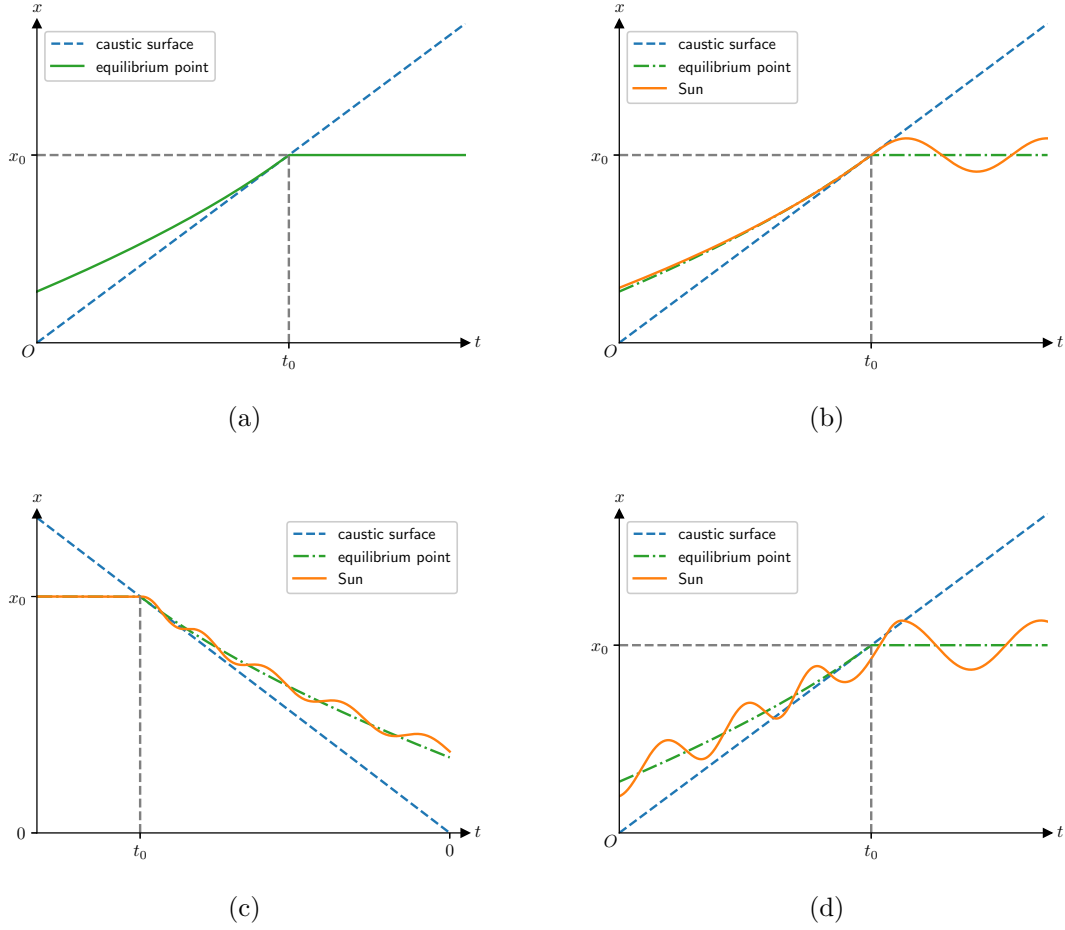 x
caustic surface
equilibrium point
x₀
O
t₀
t
(a)
x
caustic surface
equilibrium point
Sun
x₀
O
t₀
t
(b)
x
caustic surface
equilibrium point
Sun
x₀
0
t₀
0
t
(c)
x
caustic surface
equilibrium point
Sun
x₀
O
t₀
t
(d)